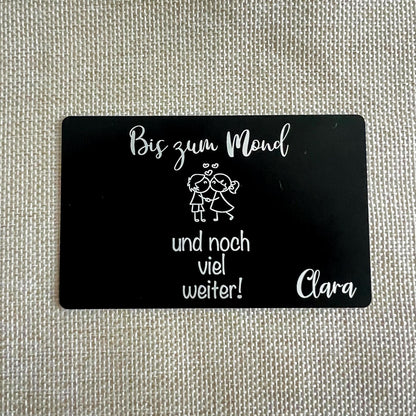 Bis zum Mond
und noch
viel
weiter!
Clara